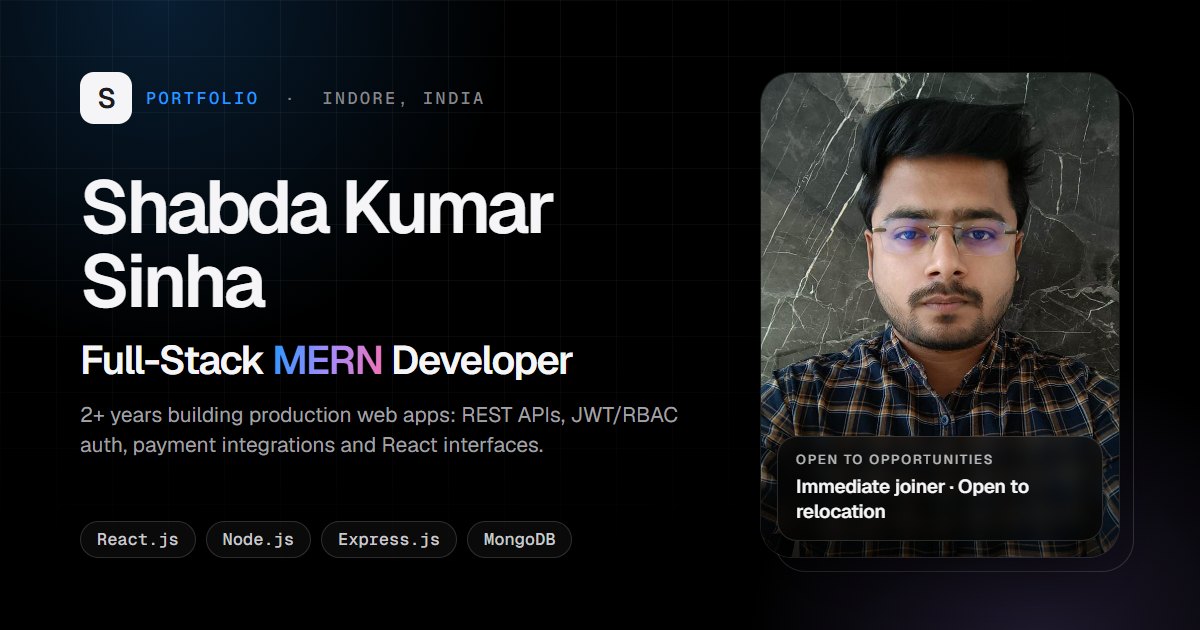 S
PORTFOLIO · INDORE, INDIA
Shabda Kumar
Sinha
Full-Stack MERN Developer
2+ years building production web apps: REST APIs, JWT/RBAC
auth, payment integrations and React interfaces.
React.js
Node.js
Express.js
MongoDB
OPEN TO OPPORTUNITIES
Immediate joiner · Open to
relocation